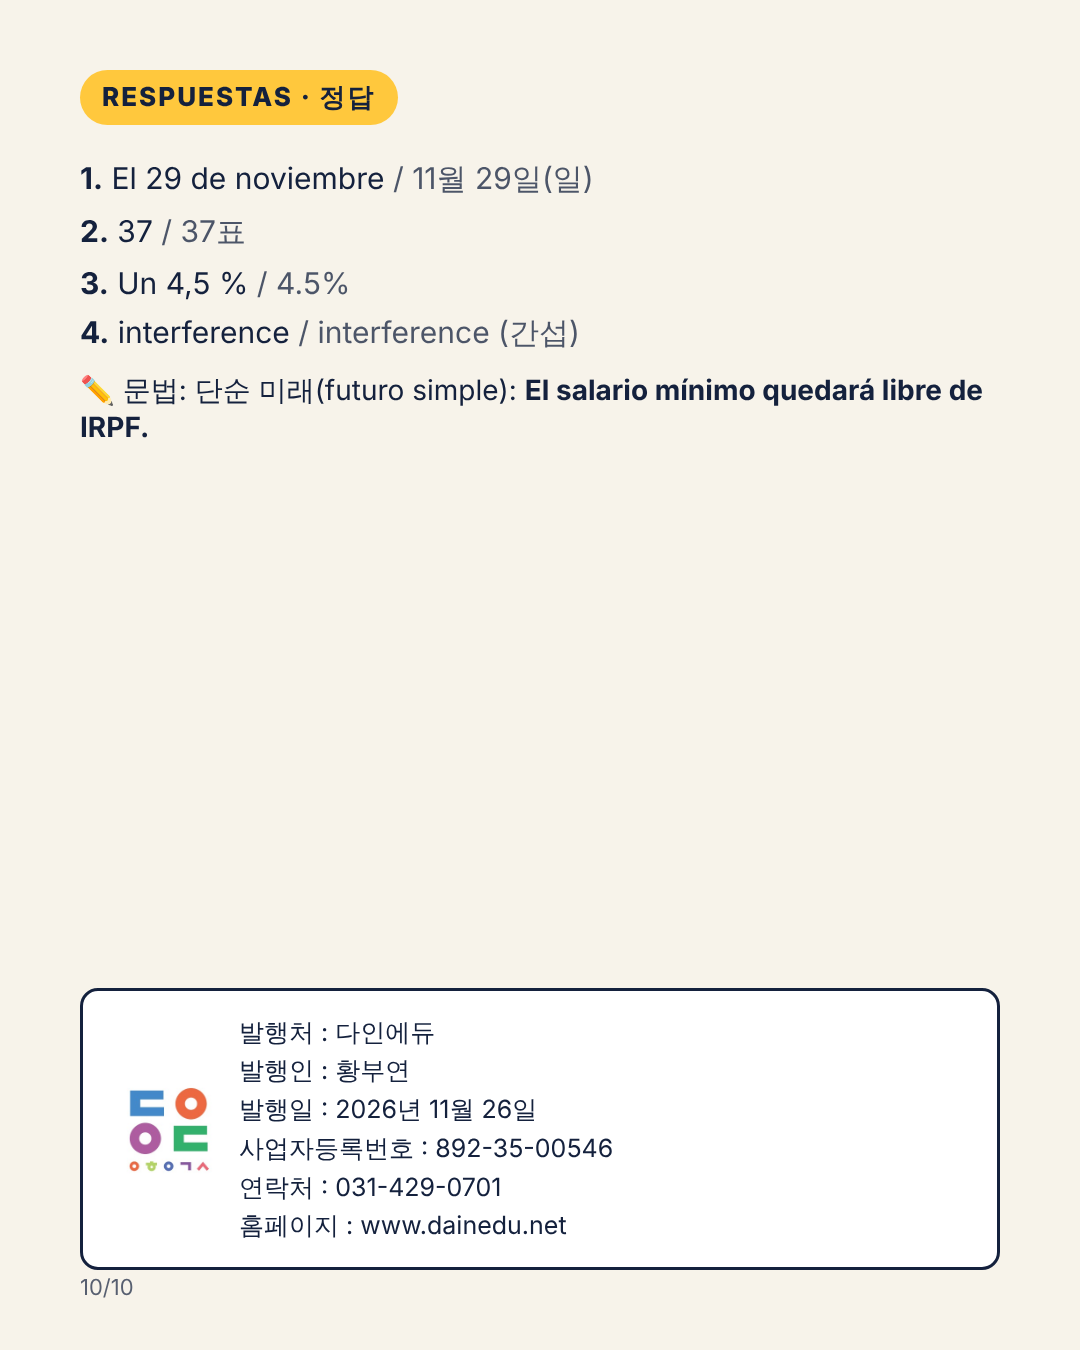 RESPUESTAS · 정답
1. El 29 de noviembre / 11월 29일(일)
2. 37 / 37표
3. Un 4,5 % / 4.5%
4. interference / interference (간섭)
✏️ 문법: 단순 미래(futuro simple): El salario mínimo quedará libre de
IRPF.
발행처 : 다인에듀
발행인 : 황부연
발행일 : 2026년 11월 26일
사업자등록번호 : 892-35-00546
연락처 : 031-429-0701
홈페이지 : www.dainedu.net
10/10